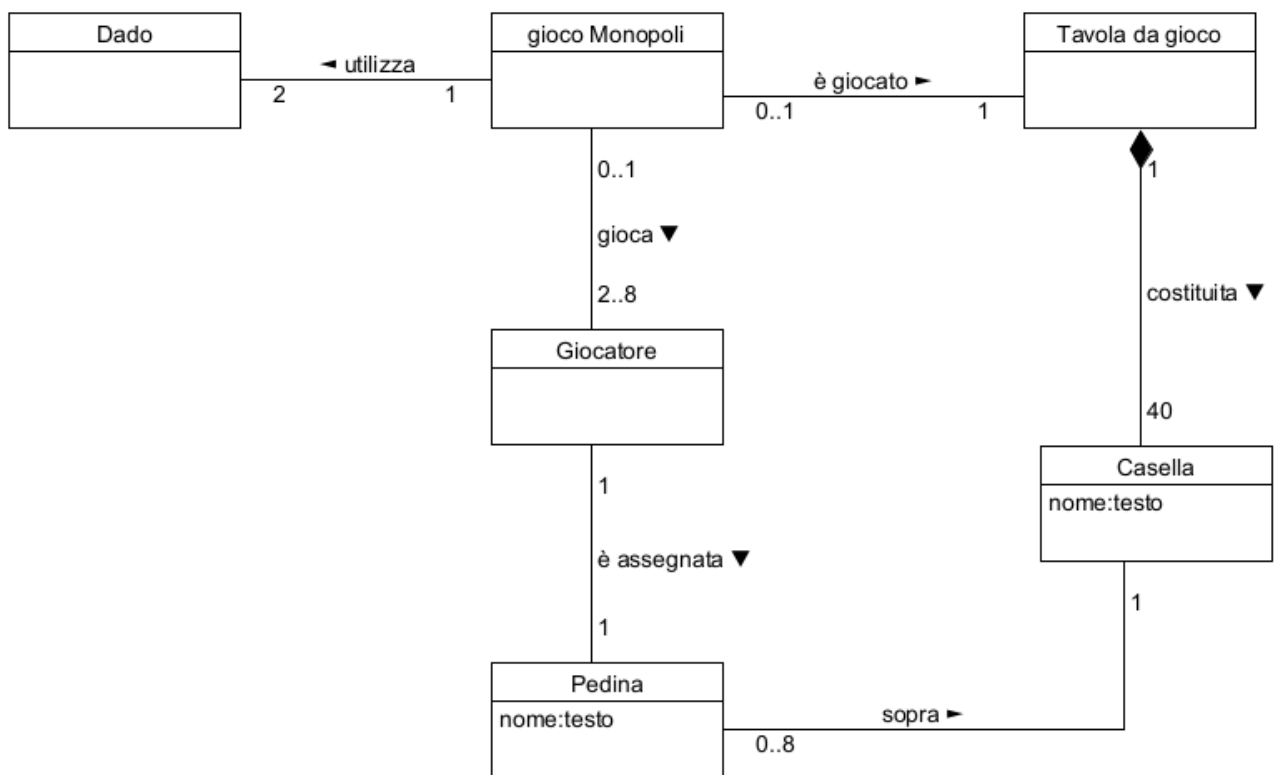 Dado
gioco Monopoli
Tavola da gioco
◄ utilizza
2
1
è giocato ►
0..1
1
0..1
gioca ▼
2..8
1
costituita ▼
40
Giocatore
Casella
nome:testo
1
è assegnata ▼
1
1
Pedina
nome:testo
sopra ►
0..8